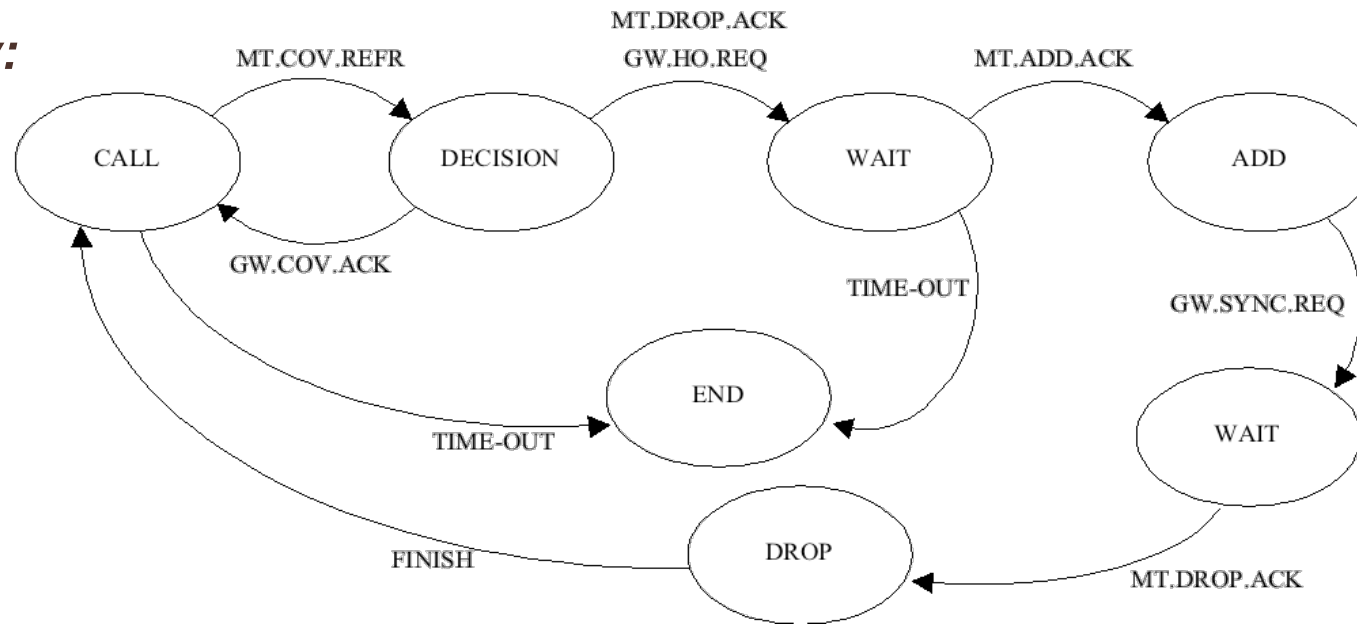 MT.DROP.ACK
MT.COV.REFR
GW.HO.REQ
MT.ADD.ACK
CALL
DECISION
WAIT
ADD
GW.COV.ACK
TIME-OUT
GW.SYNC.REQ
END
TIME-OUT
WAIT
DROP
FINISH
MT.DROP.ACK